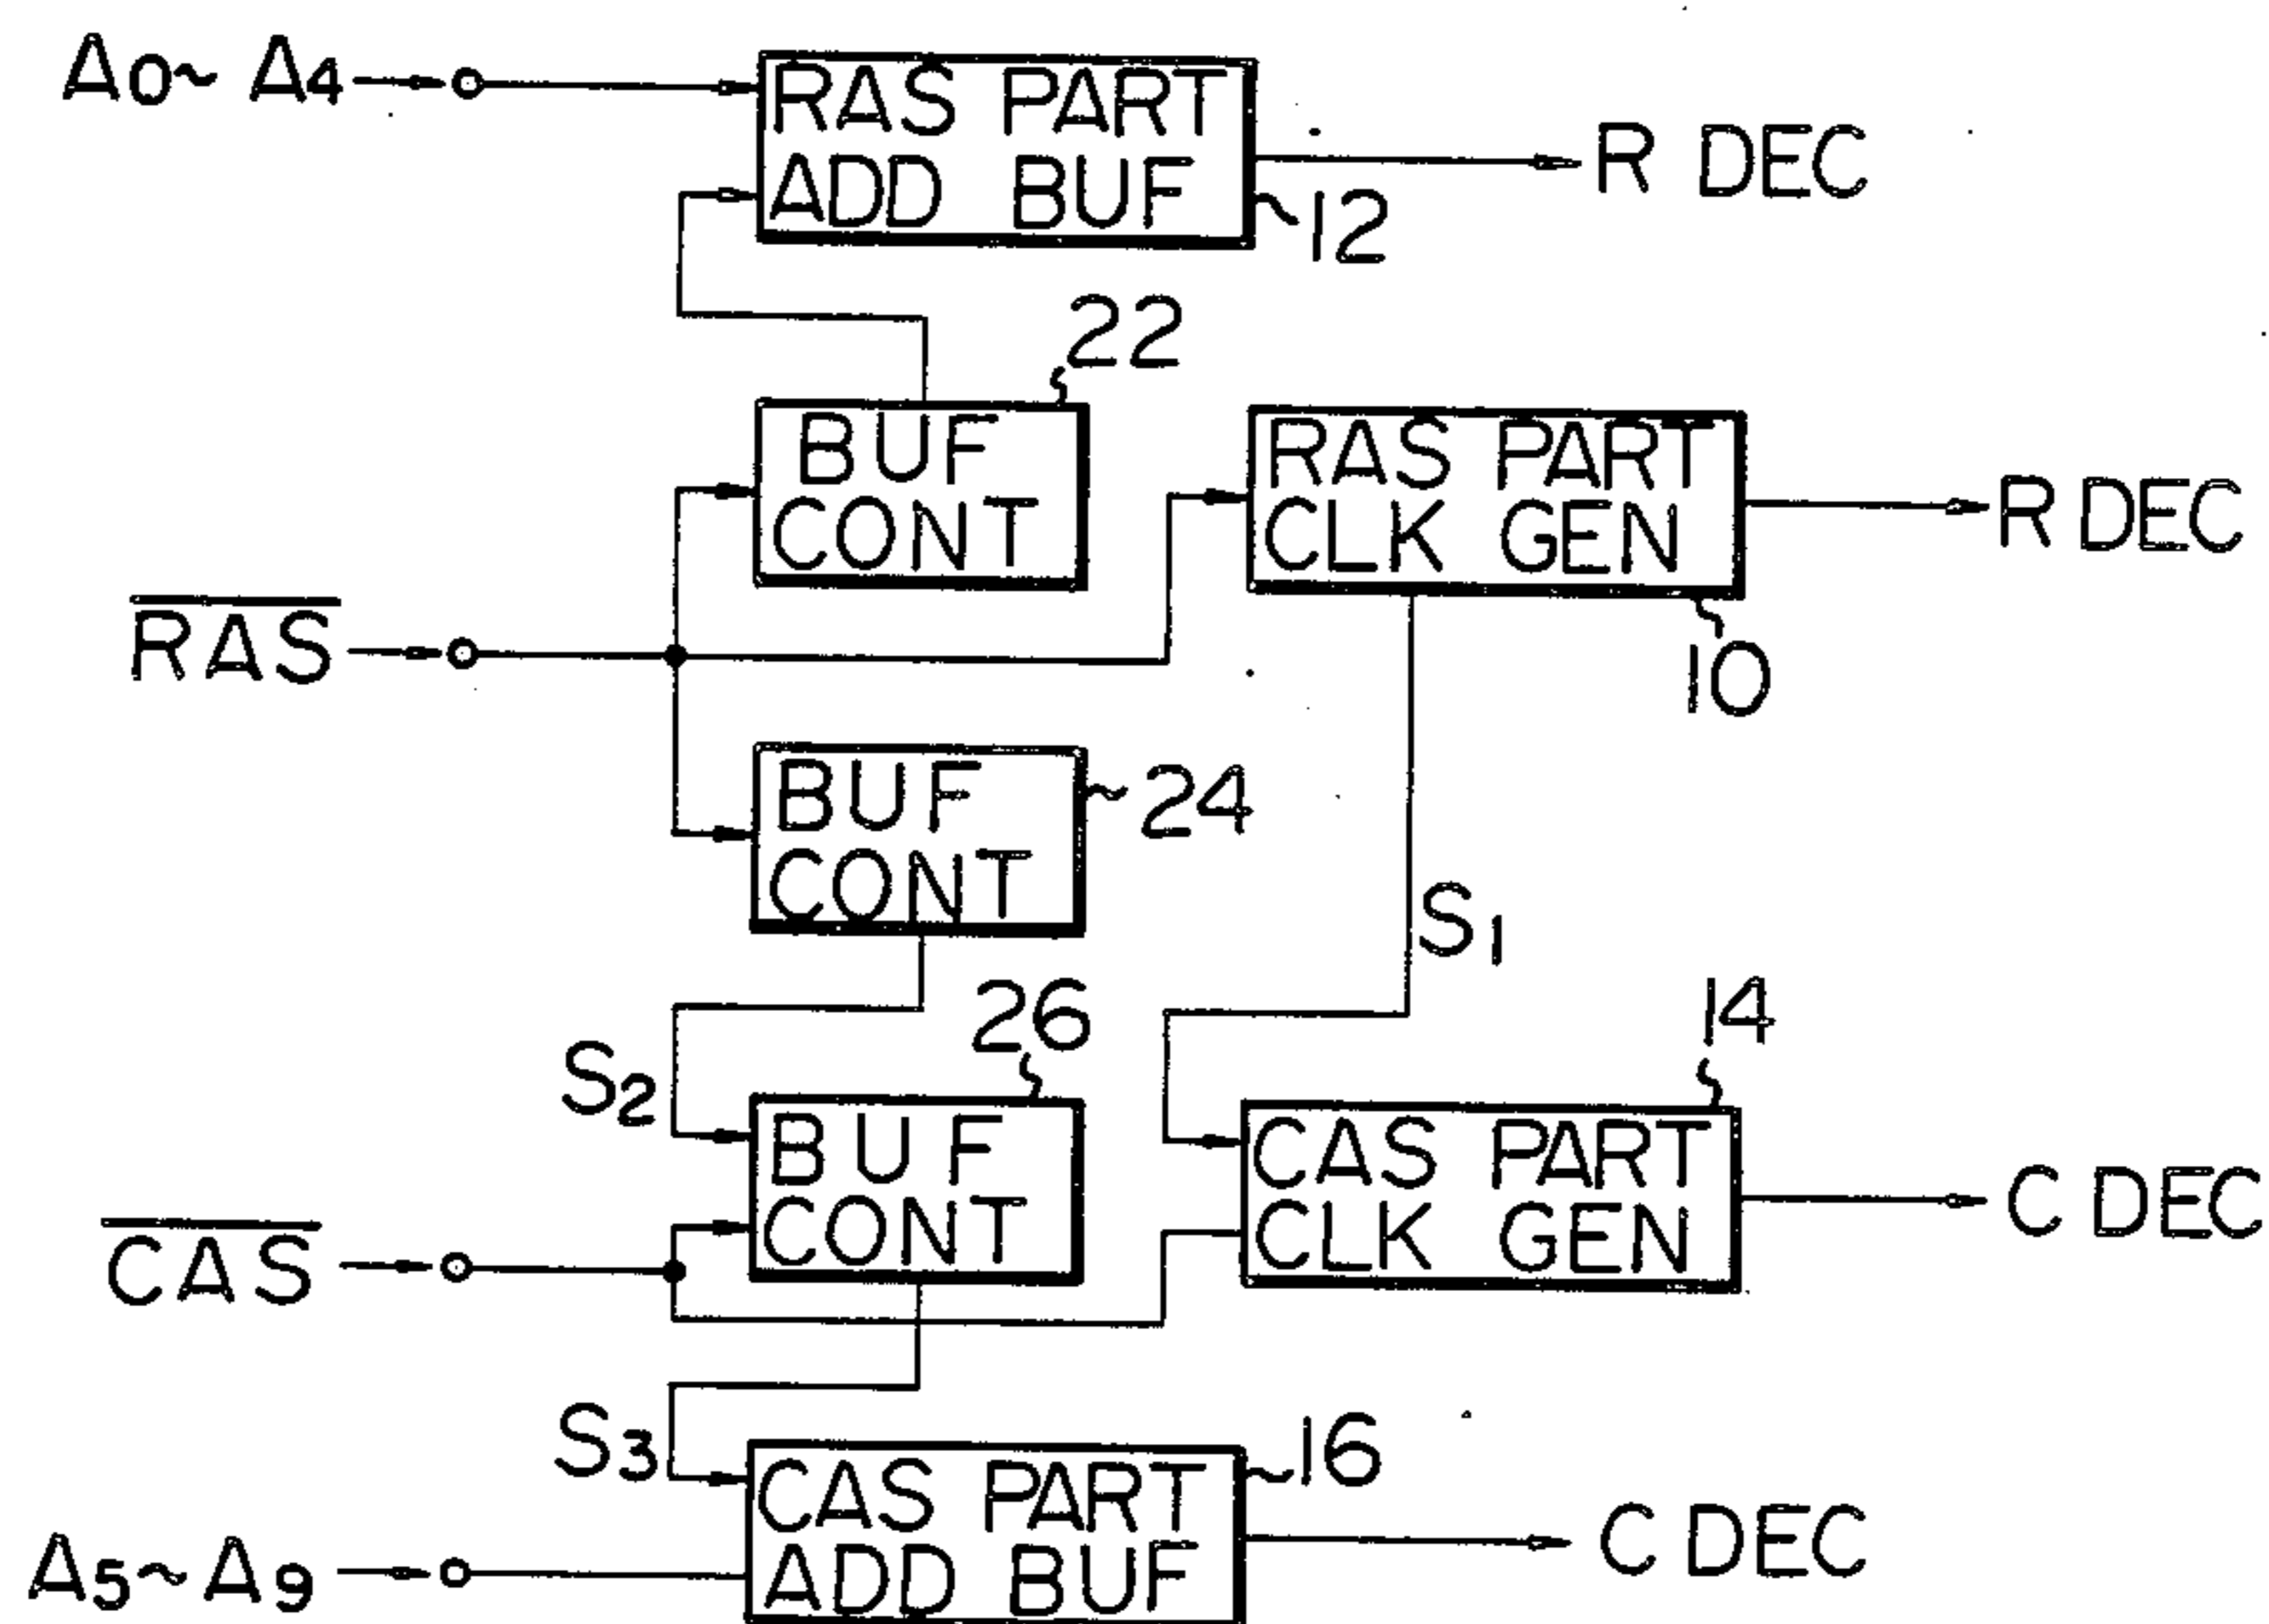 A0~A4
RAS PART
ADD BUF
12
R DEC
22
BUF
CONT
RAS PART
CLK GEN
R DEC
10
R̅A̅S̅
BUF
CONT
24
S1
S2
26
BUF
CONT
14
CAS PART
CLK GEN
C DEC
C̅A̅S̅
S3
CAS PART
ADD BUF
16
C DEC
A5~A9